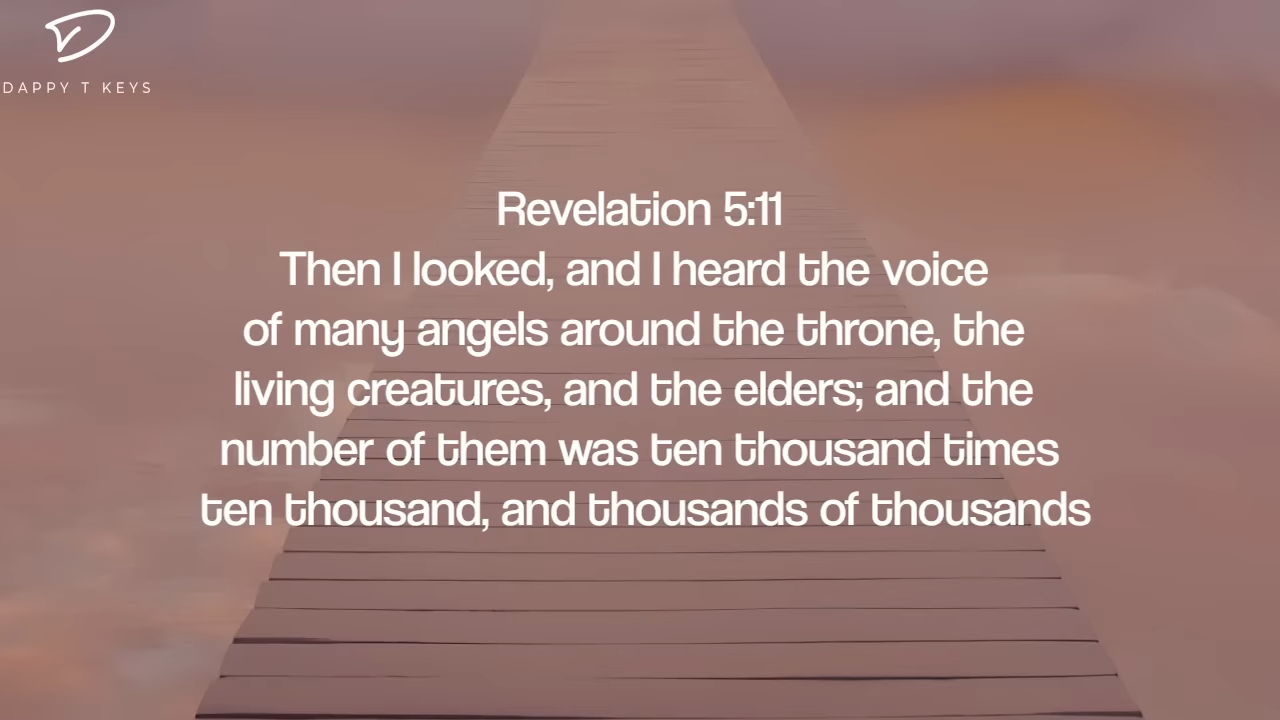 DAPPY T KEYS
Revelation 5:11
Then I looked, and I heard the voice
of many angels around the throne, the
living creatures, and the elders; and the
number of them was ten thousand times
ten thousand, and thousands of thousands